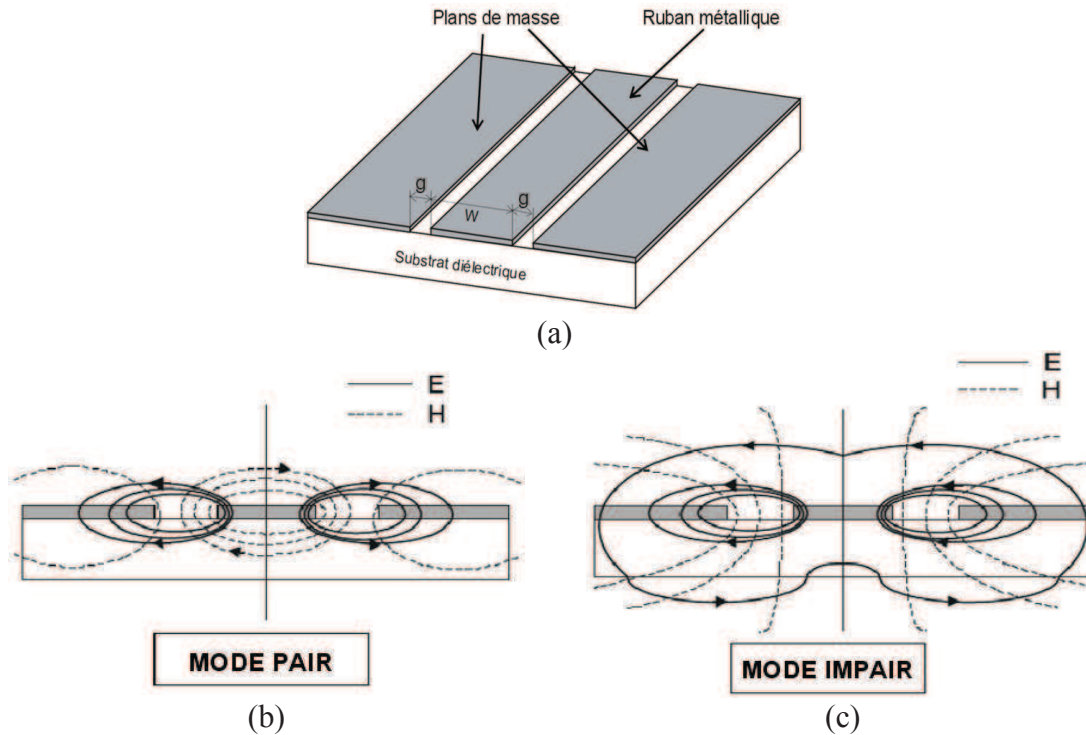 Plans de masse
Ruban métallique
g
W
g
Substrat diélectrique
(a)
E
H
E
H
MODE PAIR
MODE IMPAIR
(b)
(c)